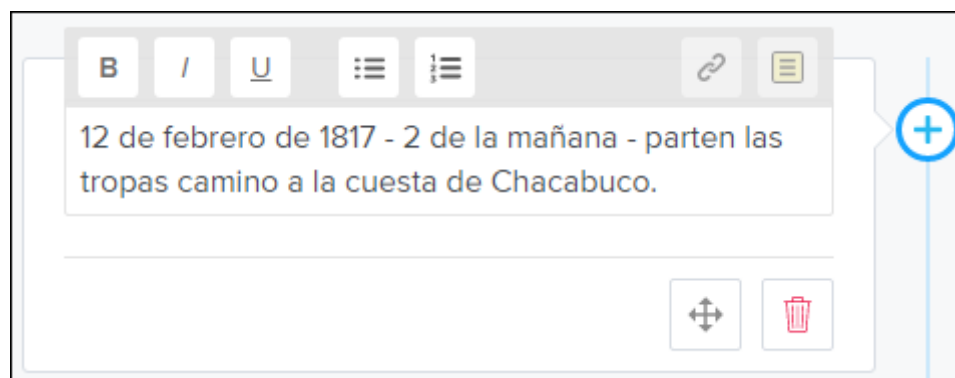 B I U
12 de febrero de 1817 - 2 de la mañana - parten las
tropas camino a la cuesta de Chacabuco.